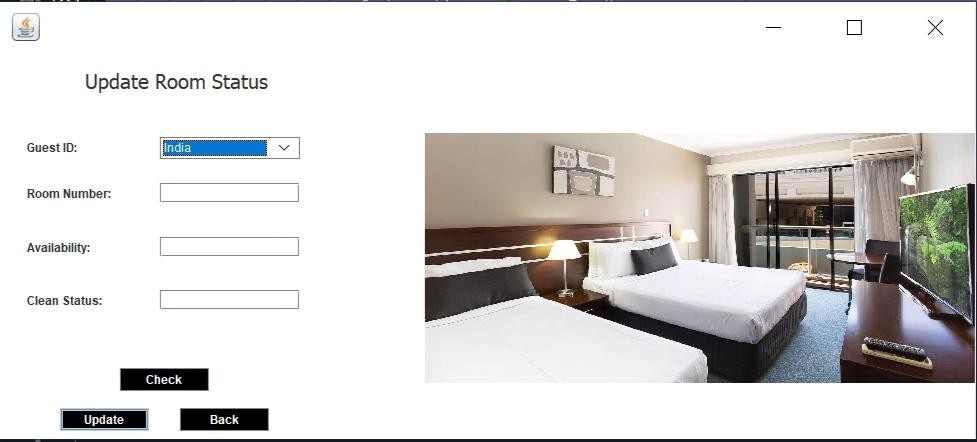 Update Room Status
Guest ID: India
Room Number:
Availability:
Clean Status:
Check
Update Back